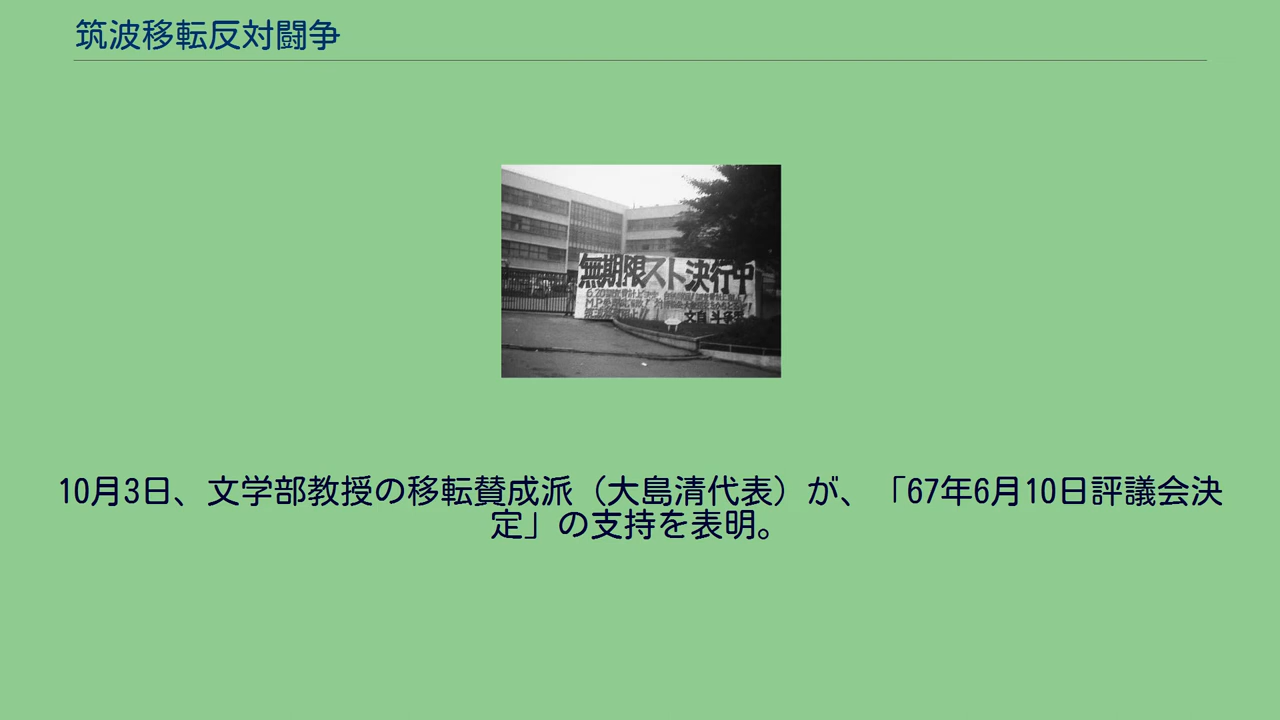 筑波移転反対闘争
無期限スト決行中
10月3日、文学部教授の移転賛成派（大島清代表）が、「67年6月10日評議会決
定」の支持を表明。